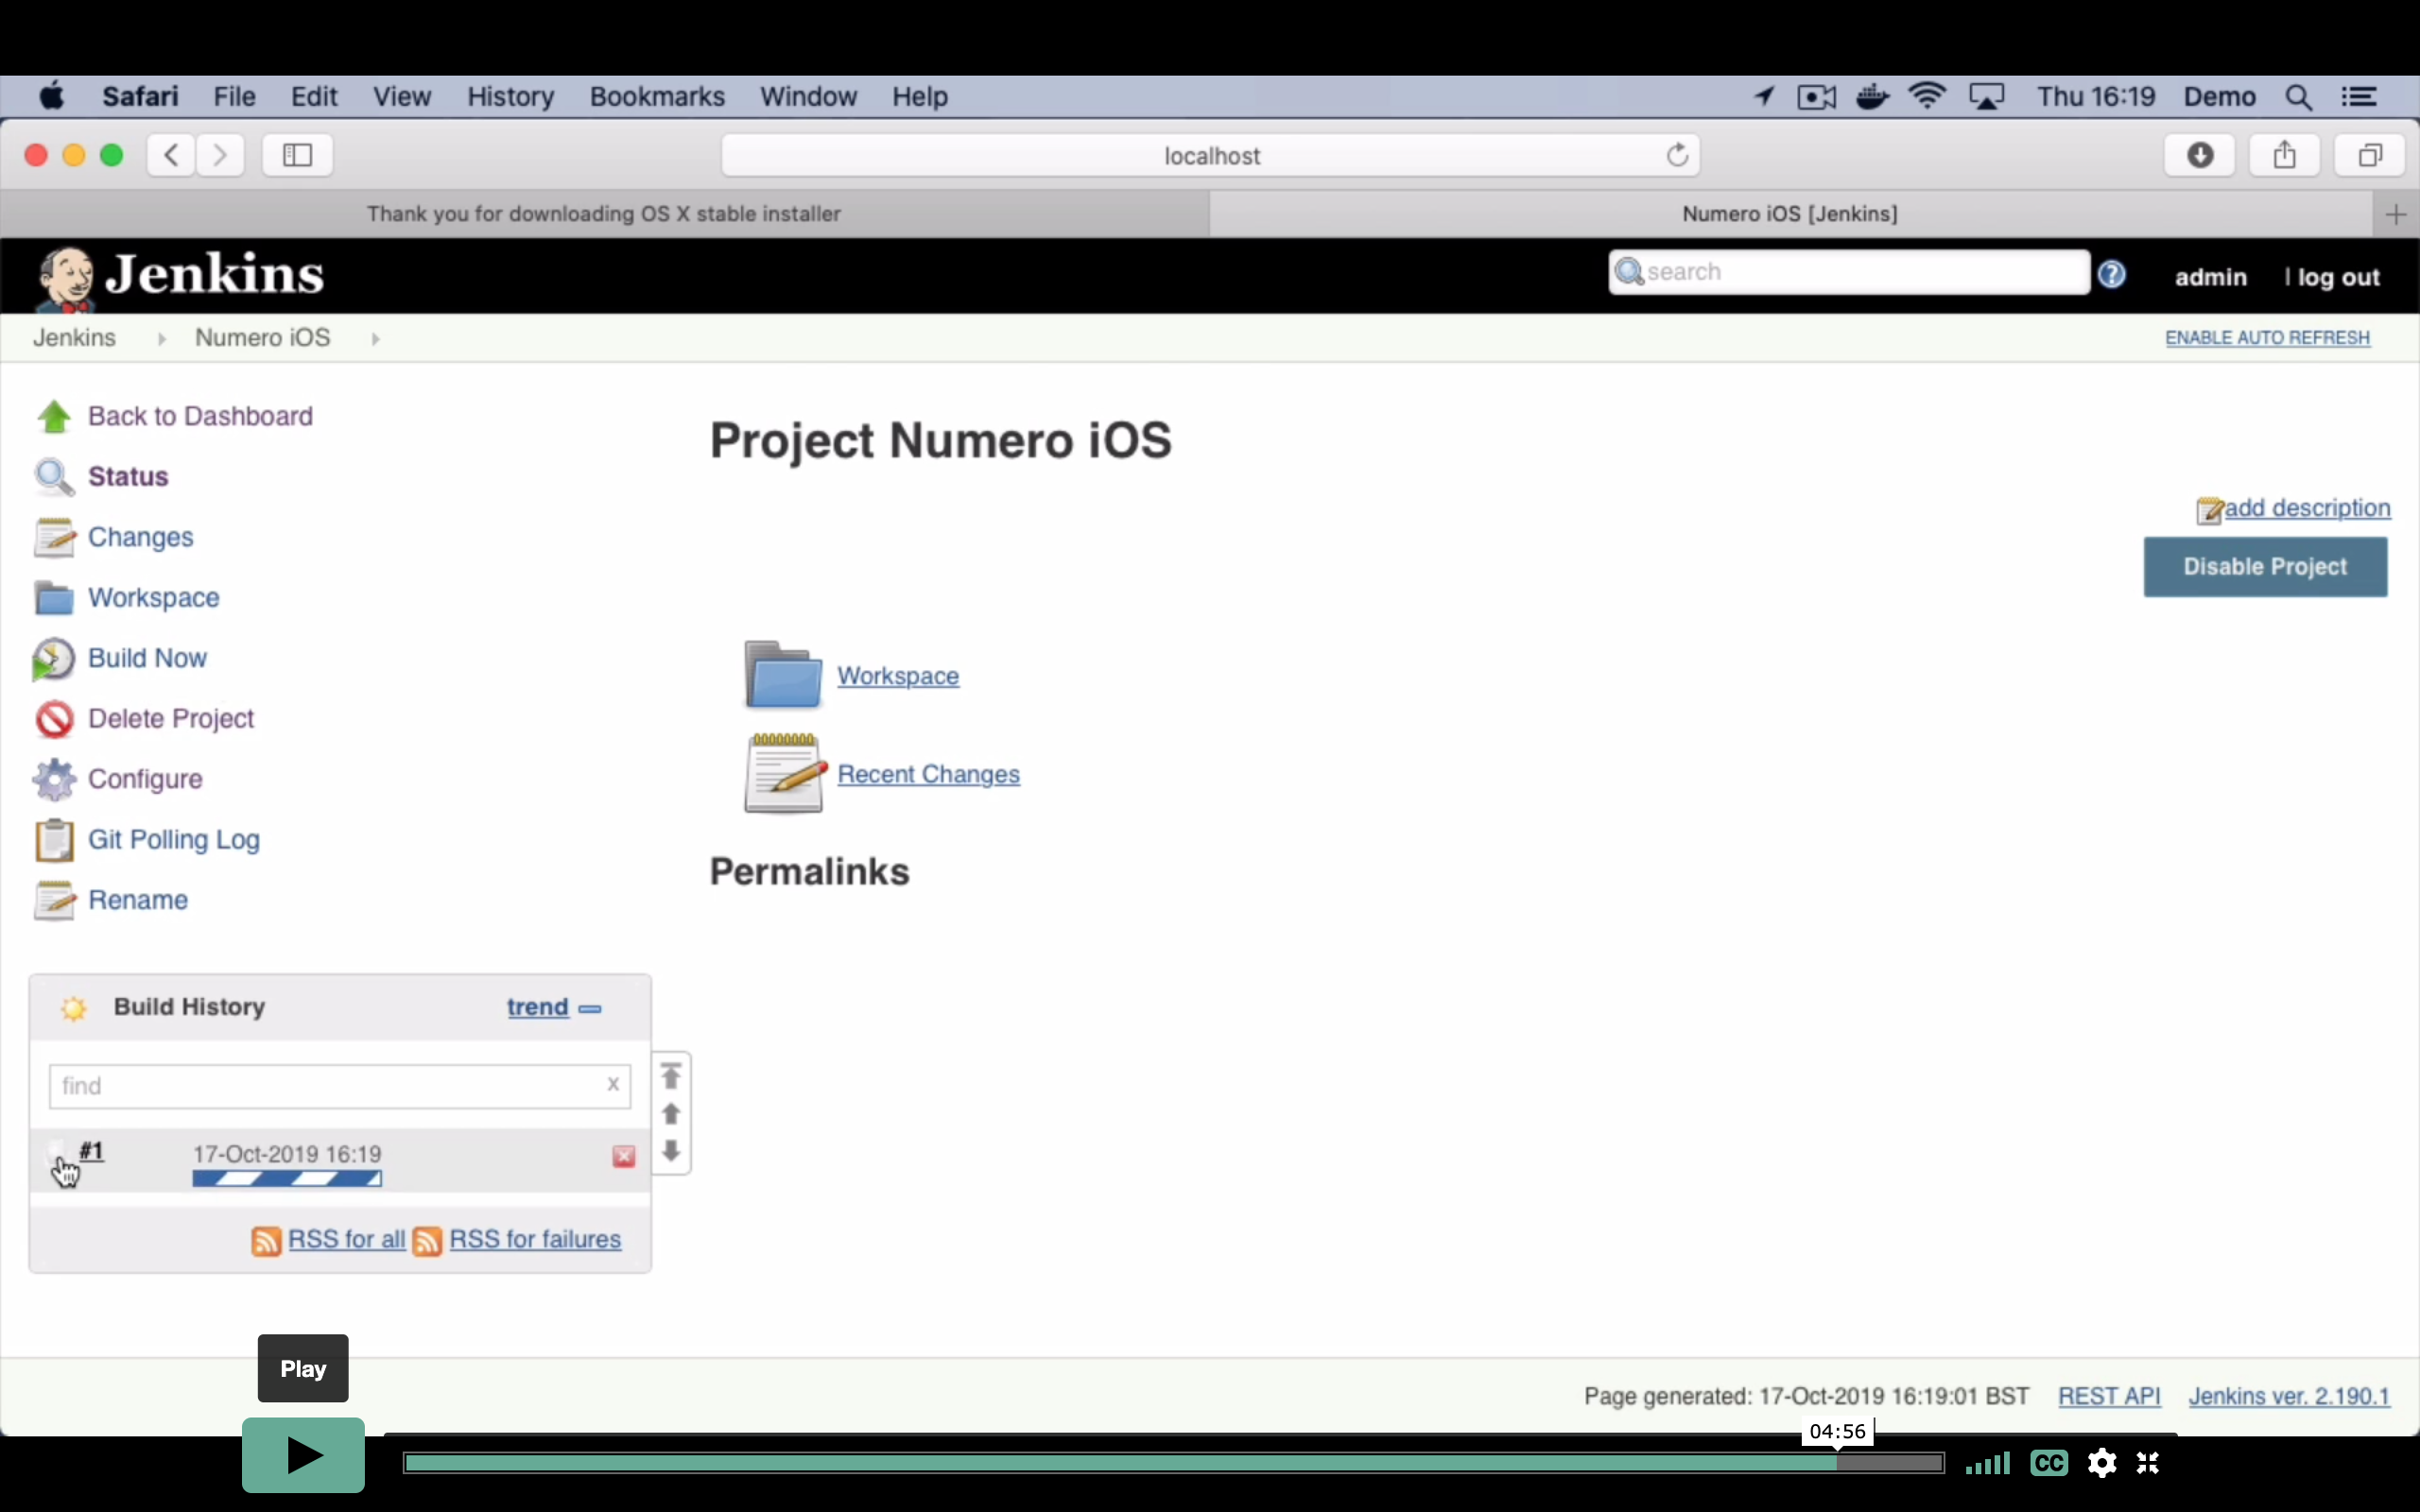 Safari File Edit View History Bookmarks Window Help Thu 16:19 Demo
localhost
Thank you for downloading OS X stable installer Numero iOS [Jenkins] +
Jenkins search ? admin | log out
Jenkins Numero iOS ENABLE AUTO REFRESH
Back to Dashboard
Status
Changes
Workspace
Build Now
Delete Project
Configure
Git Polling Log
Rename
Project Numero iOS
add description
Disable Project
Workspace
Recent Changes
Permalinks
Build History trend
find x
#1 17-Oct-2019 16:19
RSS for all RSS for failures
Page generated: 17-Oct-2019 16:19:01 BST REST API Jenkins ver. 2.190.1
Play
04:56
CC